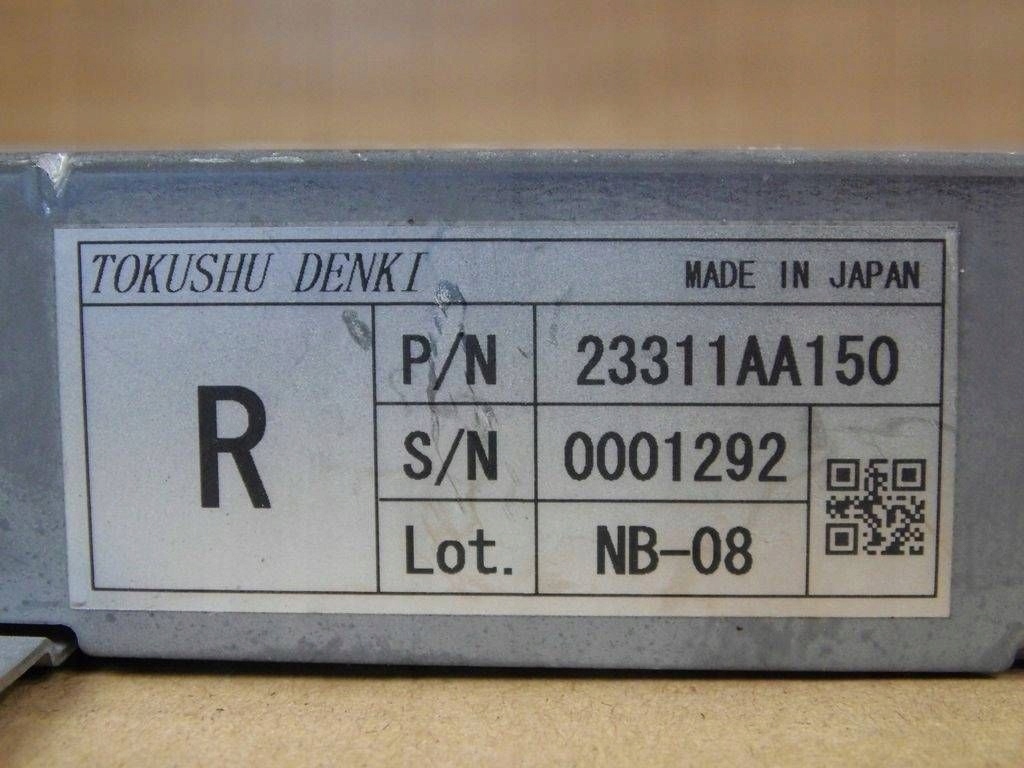 TOKUSHU DENKI MADE IN JAPAN
R
P/N 23311AA150
S/N 0001292
Lot. NB-08